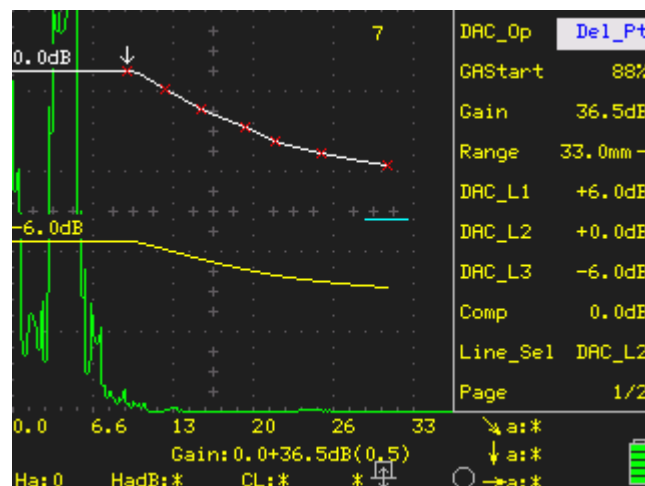 7
0.0dB
-6.0dB
DAC_Op Del_Pt
GAStart 88%
Gain 36.5dB
Range 33.0mm-
DAC_L1 +6.0dB
DAC_L2 +0.0dB
DAC_L3 -6.0dB
Comp 0.0dB
Line_Sel DAC_L2
Page 1/2
0.0 6.6 13 20 26 33
Gain:0.0+36.5dB(0.5)
Ha:0 HadB:* CL:* *
a:*
a:*
a:*